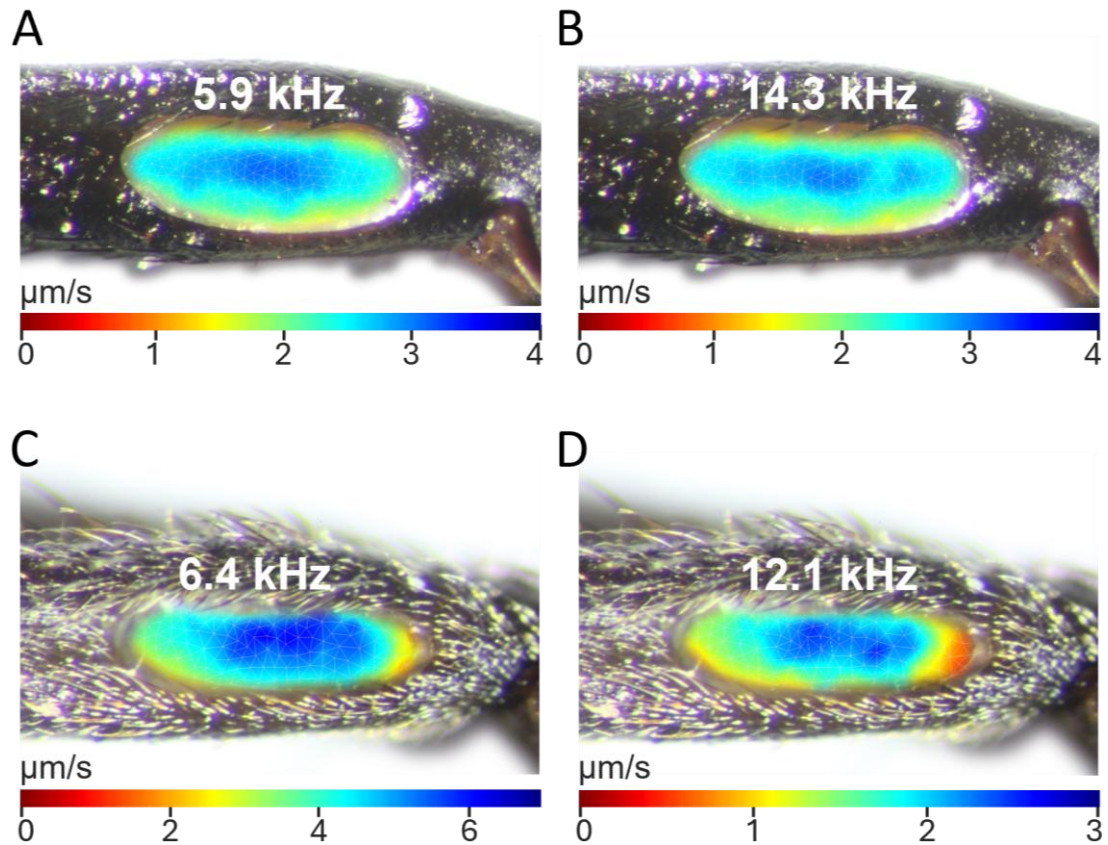 A
B
5.9 kHz
14.3 kHz
µm/s
µm/s
0 1 2 3 4
0 1 2 3 4
C
D
6.4 kHz
12.1 kHz
µm/s
µm/s
0 2 4 6
0 1 2 3